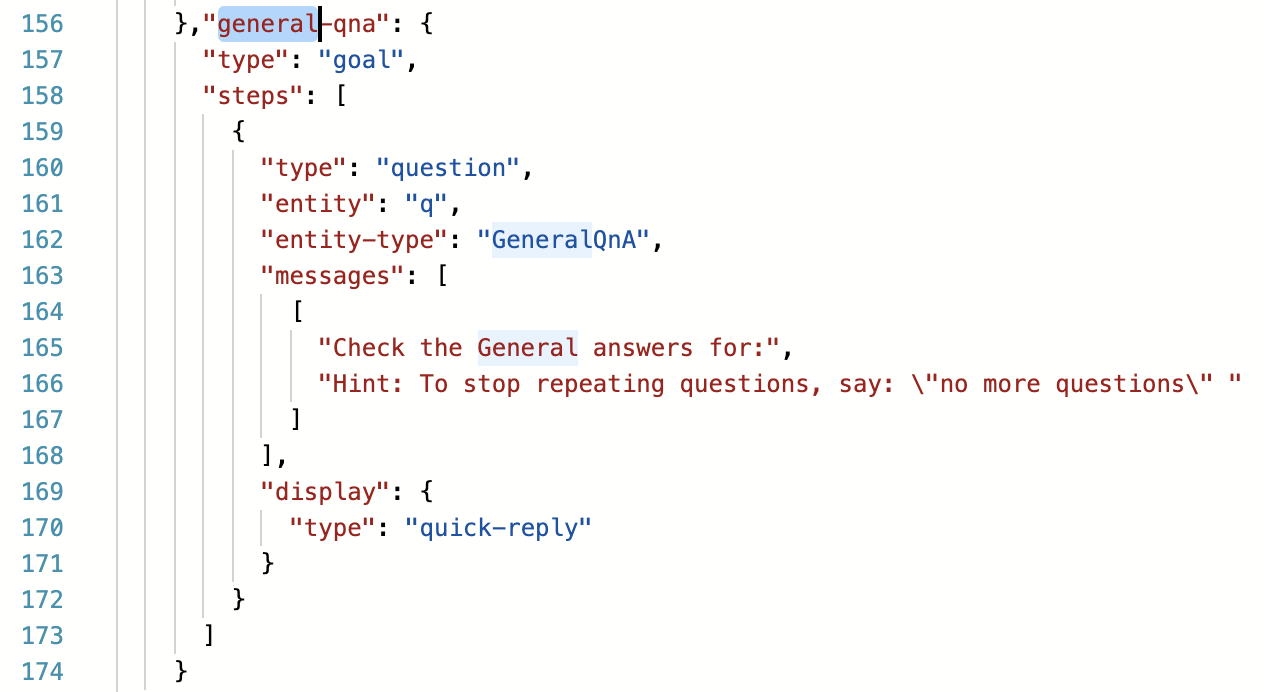 156 },"general-qna": {
157 "type": "goal",
158 "steps": [
159 {
160 "type": "question",
161 "entity": "q",
162 "entity-type": "GeneralQnA",
163 "messages": [
164 [
165 "Check the General answers for:",
166 "Hint: To stop repeating questions, say: \"no more questions\" "
167 ]
168 ],
169 "display": {
170 "type": "quick-reply"
171 }
172 }
173 ]
174 }